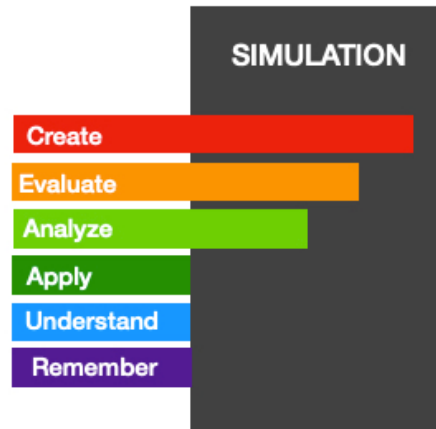 SIMULATION
Create
Evaluate
Analyze
Apply
Understand
Remember